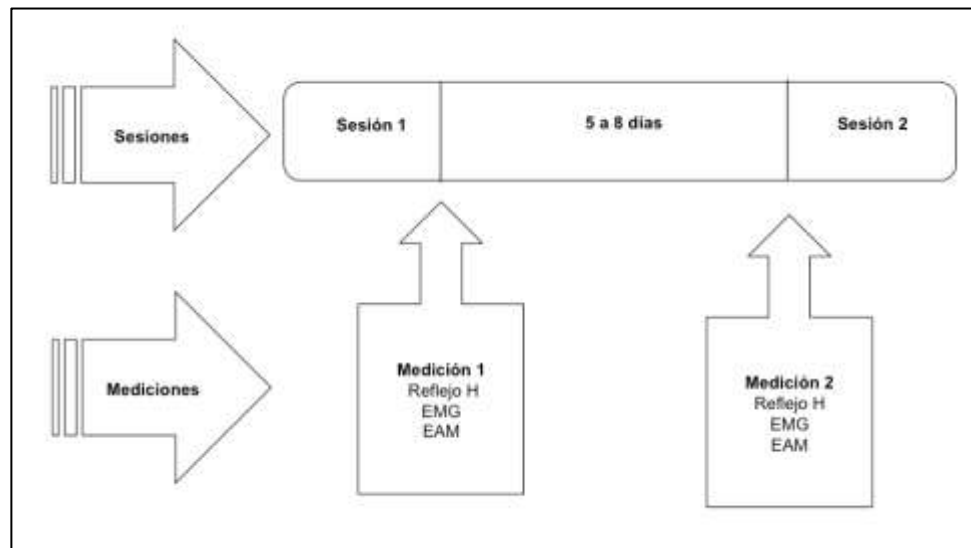 Sesiones
Sesión 1
5 a 8 días
Sesión 2
Mediciones
Medición 1
Reflejo H
EMG
EAM
Medición 2
Reflejo H
EMG
EAM